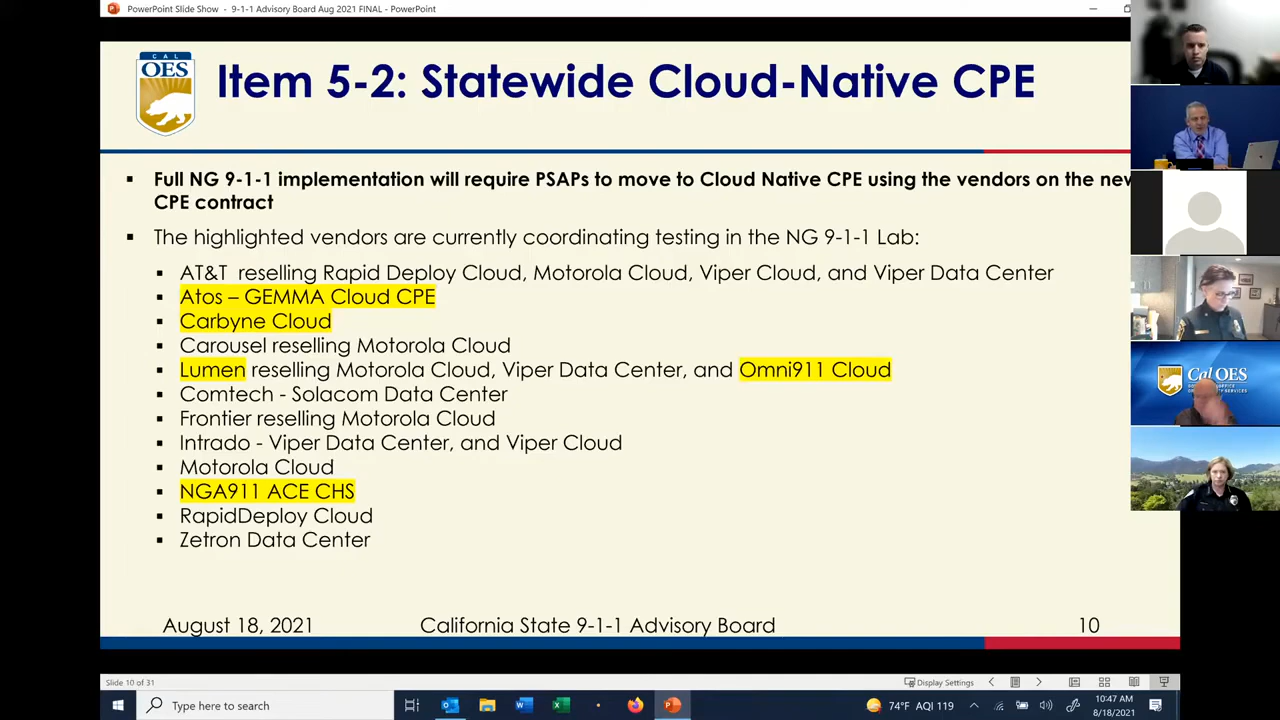 PowerPoint Slide Show - 9-1-1 Advisory Board Aug 2021 FINAL - PowerPoint
CAL
OES
Item 5-2: Statewide Cloud-Native CPE
▪ Full NG 9-1-1 implementation will require PSAPs to move to Cloud Native CPE using the vendors on the new
CPE contract
▪ The highlighted vendors are currently coordinating testing in the NG 9-1-1 Lab:
▪ AT&T reselling Rapid Deploy Cloud, Motorola Cloud, Viper Cloud, and Viper Data Center
▪ Atos – GEMMA Cloud CPE
▪ Carbyne Cloud
▪ Carousel reselling Motorola Cloud
▪ Lumen reselling Motorola Cloud, Viper Data Center, and Omni911 Cloud
▪ Comtech - Solacom Data Center
▪ Frontier reselling Motorola Cloud
▪ Intrado - Viper Data Center, and Viper Cloud
▪ Motorola Cloud
▪ NGA911 ACE CHS
▪ RapidDeploy Cloud
▪ Zetron Data Center
Cal OES
August 18, 2021 California State 9-1-1 Advisory Board 10
Slide 10 of 31 Display Settings
Type here to search
74°F AQI 119
10:47 AM
8/18/2021